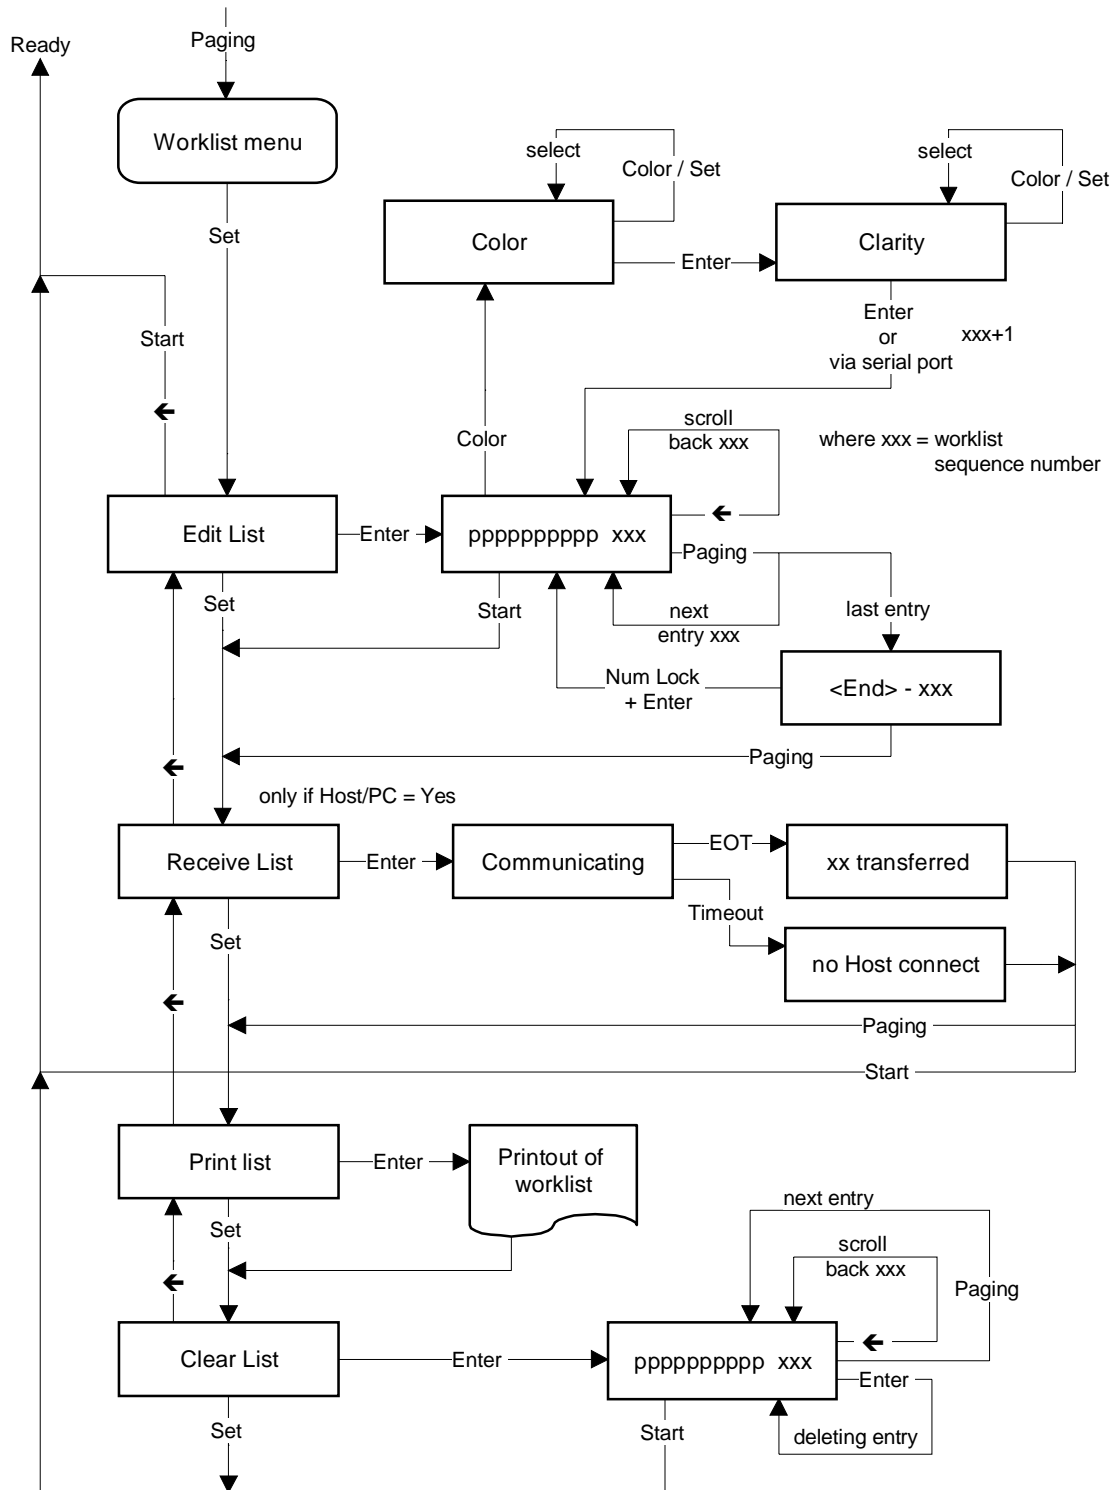 Paging
Ready
Worklist menu
select
Color / Set
select
Color / Set
Set
Color
Enter
Clarity
Start
Enter
or
via serial port
xxx+1
Color
scroll
back xxx
where xxx = worklist
sequence number
Edit List
Enter
pppppppppp xxx
Paging
Set
Start
next
entry xxx
last entry
Num Lock
+ Enter
<End> - xxx
Paging
only if Host/PC = Yes
Receive List
Enter
Communicating
EOT
xx transferred
Timeout
Set
no Host connect
Paging
Start
Print list
Enter
Printout of
worklist
Set
next entry
scroll
back xxx
Paging
Clear List
Enter
pppppppppp xxx
Enter
Set
Start
deleting entry